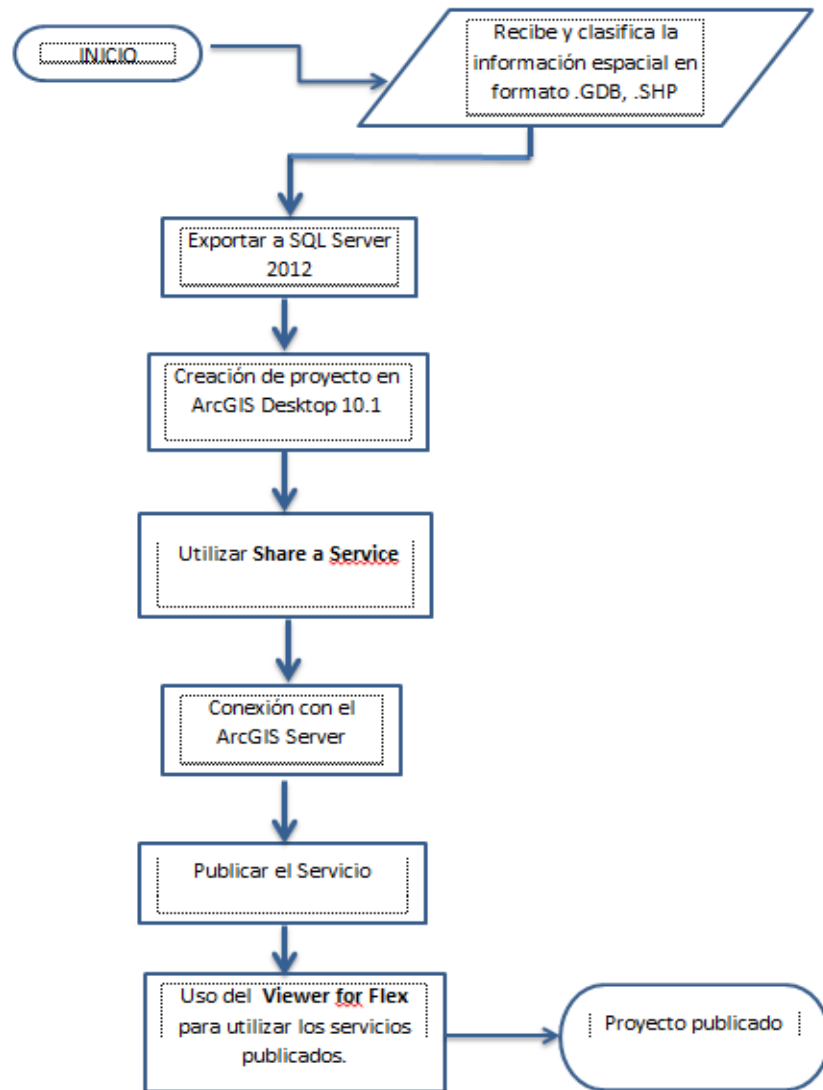 INICIO
Recibe y clasifica la
información espacial en
formato .GDB, .SHP
Exportar a SQL Server
2012
Creación de proyecto en
ArcGIS Desktop 10.1
Utilizar Share a Service
Conexión con el
ArcGIS Server
Publicar el Servicio
Uso del Viewer for Flex
para utilizar los servicios
publicados.
Proyecto publicado